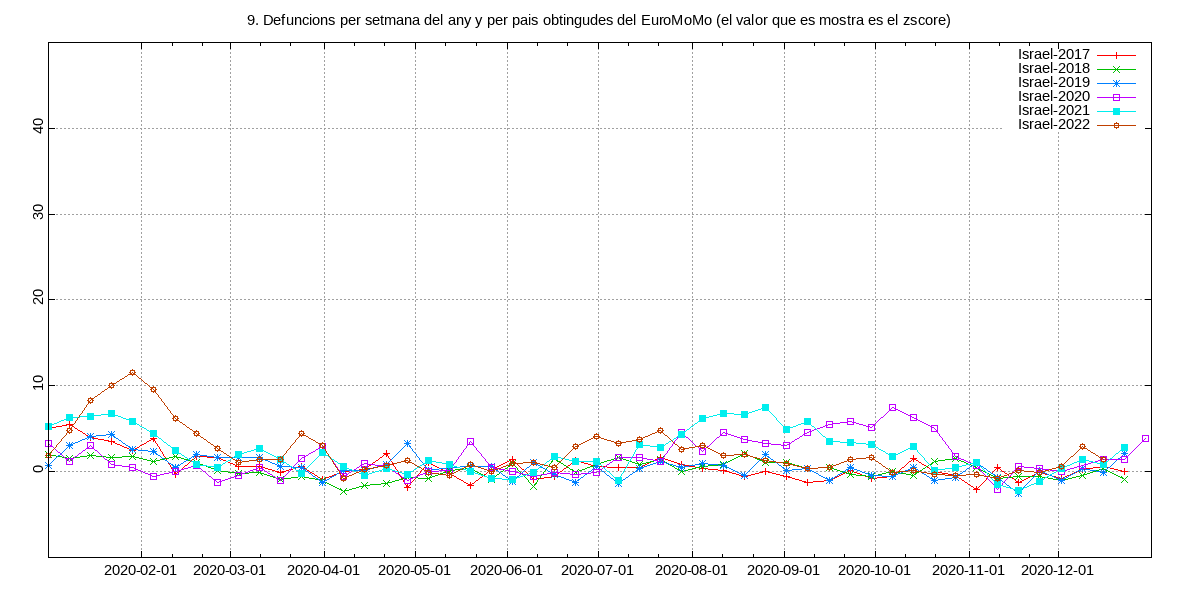 9. Defuncions per setmana del any y per pais obtingudes del EuroMoMo (el valor que es mostra es el zscore)
Israel-2017
Israel-2018
Israel-2019
Israel-2020
Israel-2021
Israel-2022
40
30
20
10
0
2020-02-01 2020-03-01 2020-04-01 2020-05-01 2020-06-01 2020-07-01 2020-08-01 2020-09-01 2020-10-01 2020-11-01 2020-12-01